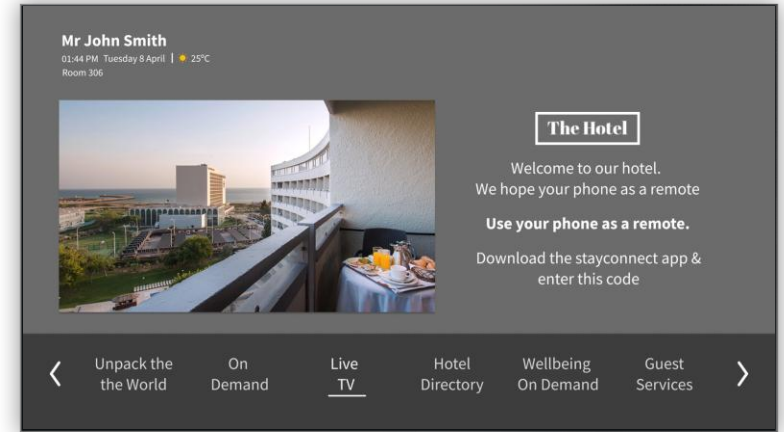 Mr John Smith
01:44 PM Tuesday 8 April | 25°C
Room 306
The Hotel
Welcome to our hotel.
We hope your phone as a remote
Use your phone as a remote.
Download the stayconnect app &
enter this code
Unpack the
the World
On
Demand
Live
TV
Hotel
Directory
Wellbeing
On Demand
Guest
Services